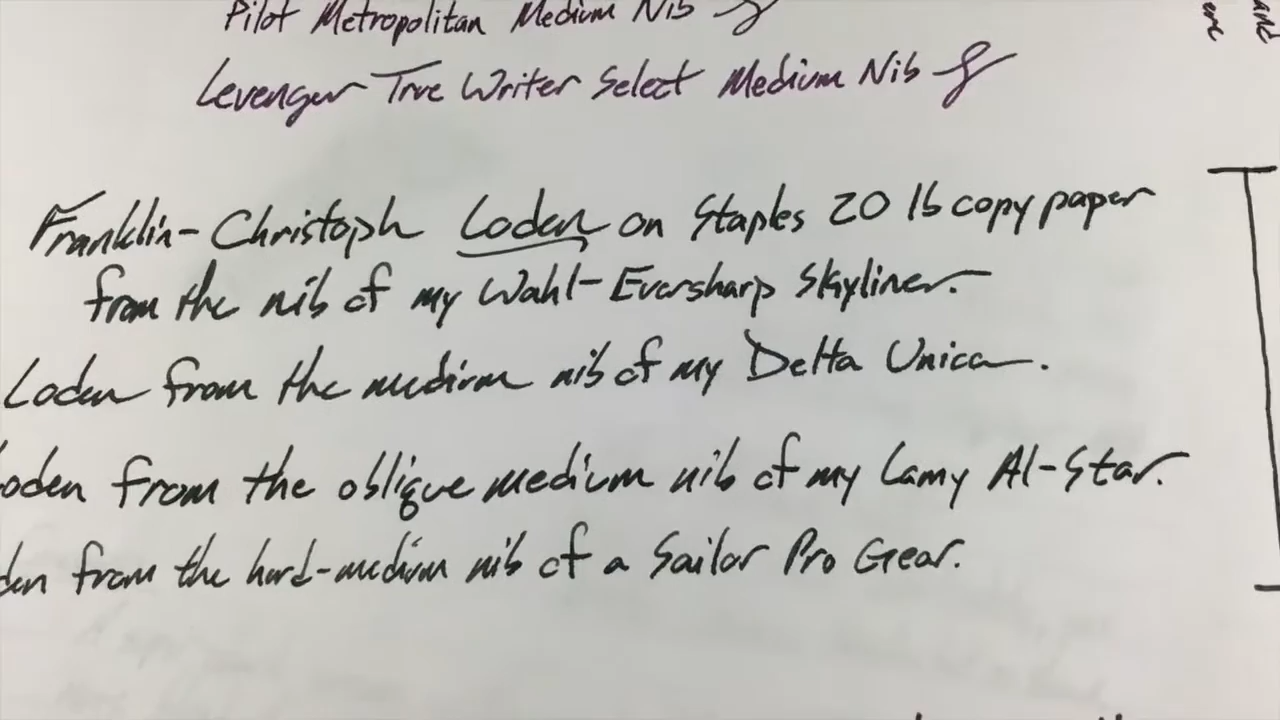 Pilot Metropolitan Medium Nib
Levenger True Writer Select Medium Nib
Franklin-Christoph Loden on Staples 20 lb copy paper
from the nib of my Wahl-Eversharp Skyliner.
Loden from the medium nib of my Delta Unica.
oden from the oblique medium nib of my Lamy Al-Star.
den from the hard-medium nib of a Sailor Pro Gear.
and